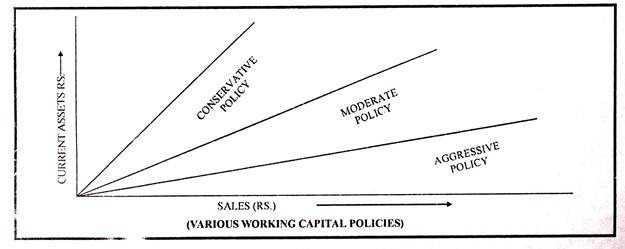 CURRENT ASSETS RS.
CONSERVATIVE
POLICY
MODERATE
POLICY
AGGRESSIVE
POLICY
SALES (RS.)
(VARIOUS WORKING CAPITAL POLICIES)